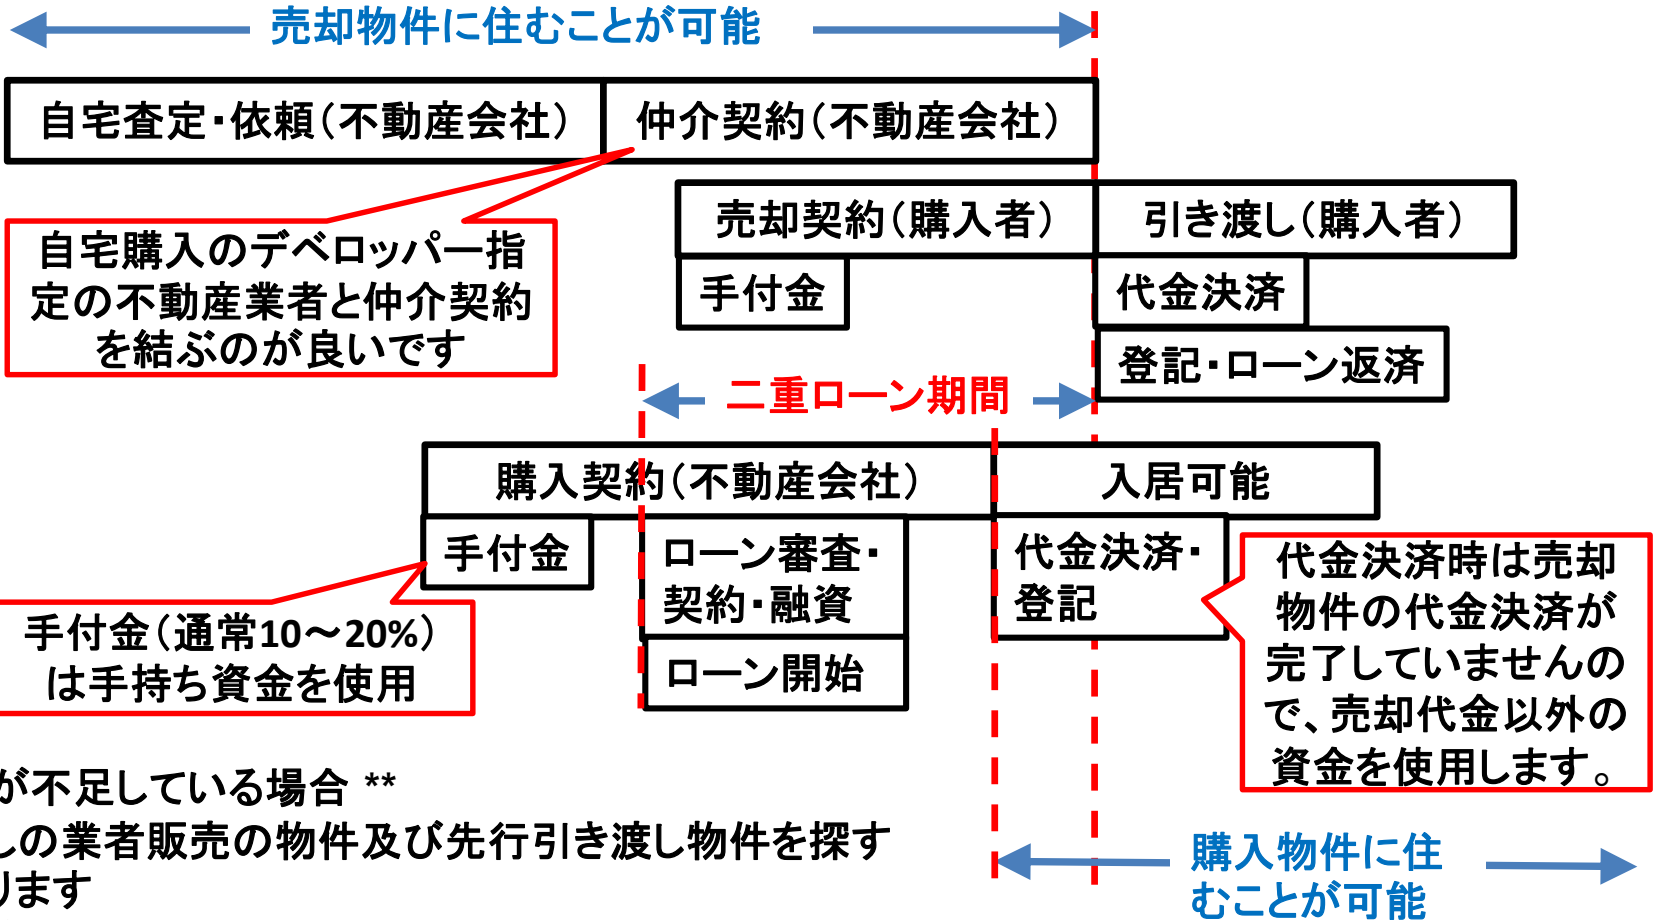 売却物件に住むことが可能
自宅査定・依頼(不動産会社)
仲介契約(不動産会社)
売却契約(購入者)
引き渡し(購入者)
自宅購入のデベロッパー指
定の不動産業者と仲介契約
を結ぶのが良いです
手付金
代金決済
登記・ローン返済
二重ローン期間
購入契約(不動産会社)
入居可能
手付金
ローン審査・
契約・融資
ローン開始
代金決済・
登記
手付金(通常10～20%)
は手持ち資金を使用
代金決済時は売却
物件の代金決済が
完了していませんの
で、売却代金以外の
資金を使用します。
が不足している場合 **
しの業者販売の物件及び先行引き渡し物件を探す
ります
購入物件に住
むことが可能